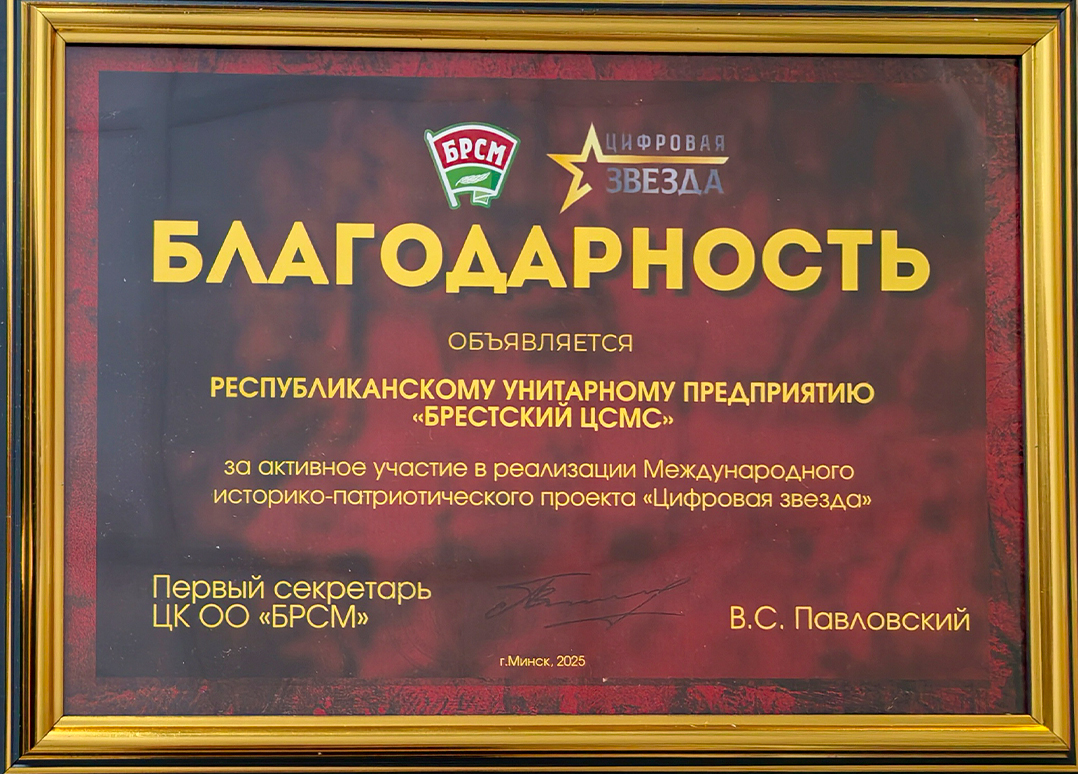 БРСМ
ЦИФРОВАЯ
ЗВЕЗДА
БЛАГОДАРНОСТЬ
ОБЪЯВЛЯЕТСЯ
РЕСПУБЛИКАНСКОМУ УНИТАРНОМУ ПРЕДПРИЯТИЮ
«БРЕСТСКИЙ ЦСМС»
за активное участие в реализации Международного
историко-патриотического проекта «Цифровая звезда»
Первый секретарь
ЦК ОО «БРСМ»
В.С. Павловский
г.Минск, 2025